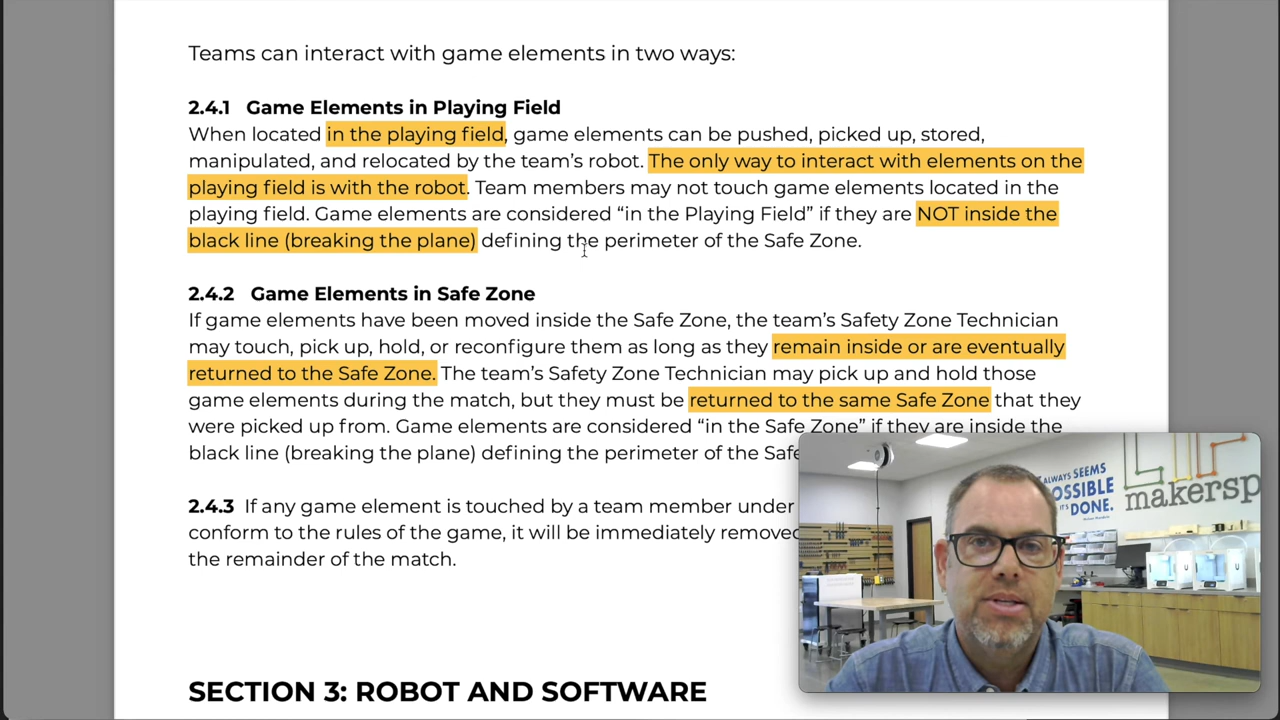 Teams can interact with game elements in two ways:
2.4.1 Game Elements in Playing Field
When located in the playing field, game elements can be pushed, picked up, stored,
manipulated, and relocated by the team’s robot. The only way to interact with elements on the
playing field is with the robot. Team members may not touch game elements located in the
playing field. Game elements are considered “in the Playing Field” if they are NOT inside the
black line (breaking the plane) defining the perimeter of the Safe Zone.
2.4.2 Game Elements in Safe Zone
If game elements have been moved inside the Safe Zone, the team’s Safety Zone Technician
may touch, pick up, hold, or reconfigure them as long as they remain inside or are eventually
returned to the Safe Zone. The team’s Safety Zone Technician may pick up and hold those
game elements during the match, but they must be returned to the same Safe Zone that they
were picked up from. Game elements are considered “in the Safe Zone” if they are inside the
black line (breaking the plane) defining the perimeter of the Safe
2.4.3 If any game element is touched by a team member under
conform to the rules of the game, it will be immediately removed
the remainder of the match.
SECTION 3: ROBOT AND SOFTWARE
ALWAYS SEEMS
POSSIBLE
IT'S DONE.
makersp